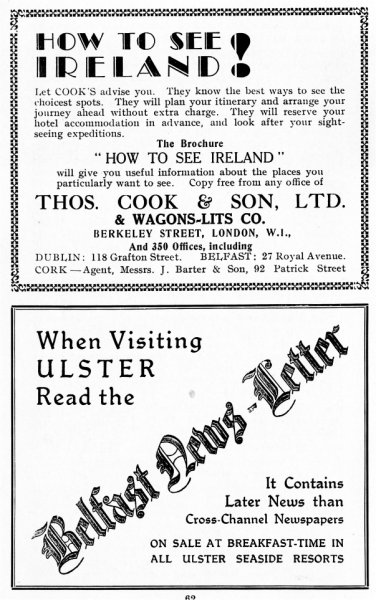 HOW TO SEE
IRELAND!
Let COOK'S advise you. They know the best ways to see the
choicest spots. They will plan your itinerary and arrange your
journey ahead without extra charge. They will reserve your
hotel accommodation in advance, and look after your sight-
seeing expeditions.
The Brochure
"HOW TO SEE IRELAND"
will give you useful information about the places you
particularly want to see. Copy free from any office of
THOS. COOK & SON, LTD.
& WAGONS-LITS CO.
BERKELEY STREET, LONDON, W.1.,
And 350 Offices, including
DUBLIN: 118 Grafton Street. BELFAST: 27 Royal Avenue.
CORK—Agent, Messrs. J. Barter & Son, 92 Patrick Street
When Visiting
ULSTER
Read the
Belfast News-Letter
It Contains
Later News than
Cross-Channel Newspapers
ON SALE AT BREAKFAST-TIME IN
ALL ULSTER SEASIDE RESORTS